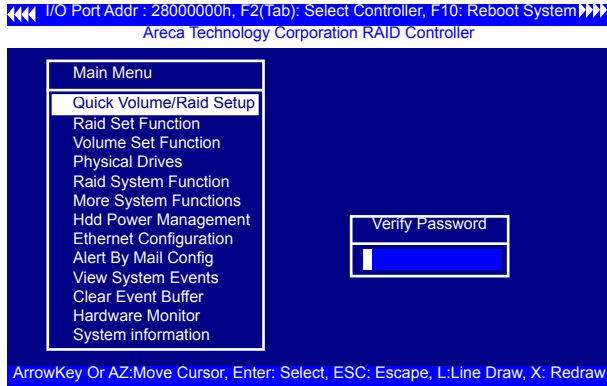 I/O Port Addr : 28000000h, F2(Tab): Select Controller, F10: Reboot System
Areca Technology Corporation RAID Controller
Main Menu
Quick Volume/Raid Setup
Raid Set Function
Volume Set Function
Physical Drives
Raid System Function
More System Functions
Hdd Power Management
Ethernet Configuration
Alert By Mail Config
View System Events
Clear Event Buffer
Hardware Monitor
System information
Verify Password
ArrowKey Or AZ:Move Cursor, Enter: Select, ESC: Escape, L:Line Draw, X: Redraw